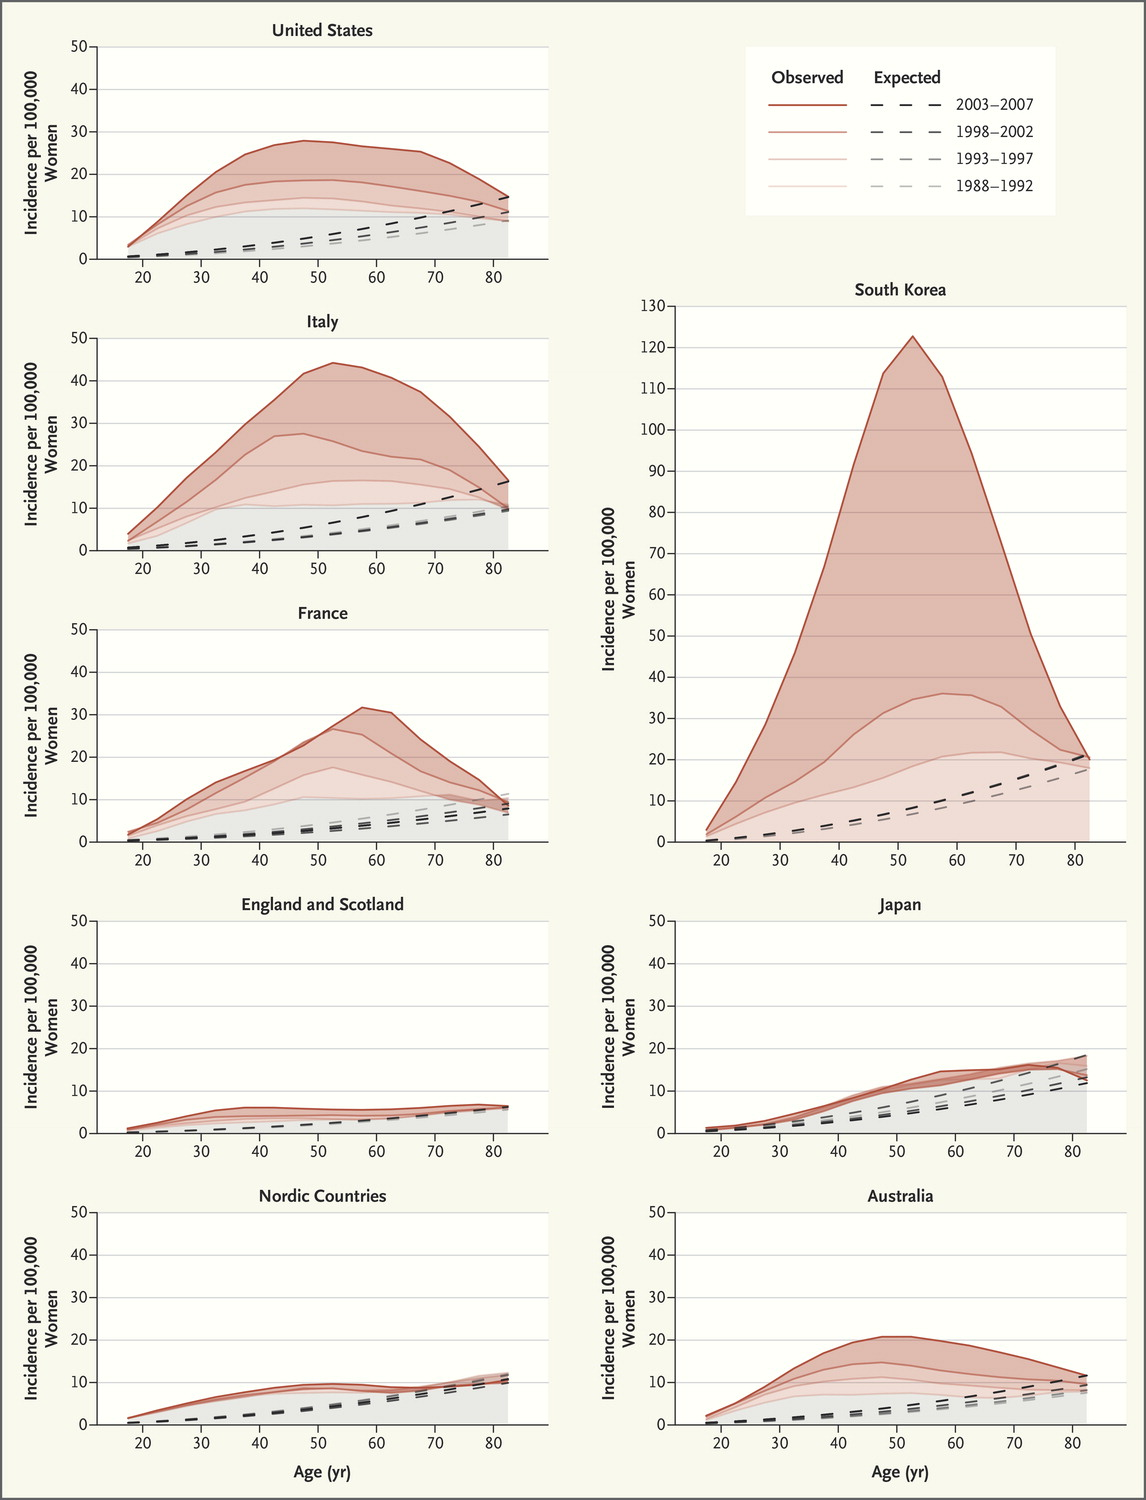 United States
Incidence per 100,000
Women
50
40
30
20
10
0
20 30 40 50 60 70 80
Observed Expected
2003–2007
1998–2002
1993–1997
1988–1992
Italy
Incidence per 100,000
Women
50
40
30
20
10
0
20 30 40 50 60 70 80
South Korea
Incidence per 100,000
Women
130
120
110
100
90
80
70
60
50
40
30
20
10
0
20 30 40 50 60 70 80
France
Incidence per 100,000
Women
50
40
30
20
10
0
20 30 40 50 60 70 80
England and Scotland
Incidence per 100,000
Women
50
40
30
20
10
0
20 30 40 50 60 70 80
Japan
Incidence per 100,000
Women
50
40
30
20
10
0
20 30 40 50 60 70 80
Nordic Countries
Incidence per 100,000
Women
50
40
30
20
10
0
20 30 40 50 60 70 80
Age (yr)
Australia
Incidence per 100,000
Women
50
40
30
20
10
0
20 30 40 50 60 70 80
Age (yr)